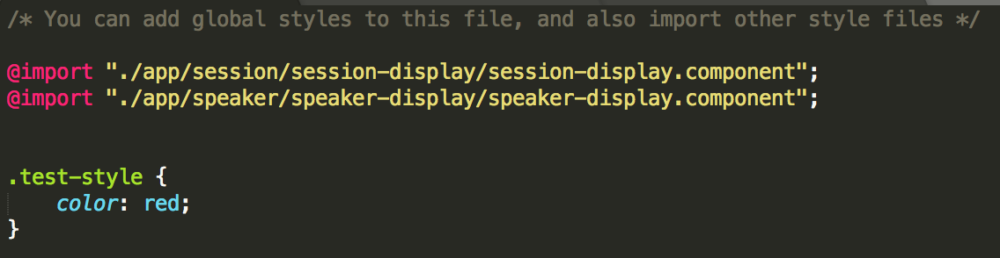 /* You can add global styles to this file, and also import other style files */
@import "./app/session/session-display/session-display.component";
@import "./app/speaker/speaker-display/speaker-display.component";
.test-style {
    color: red;
}